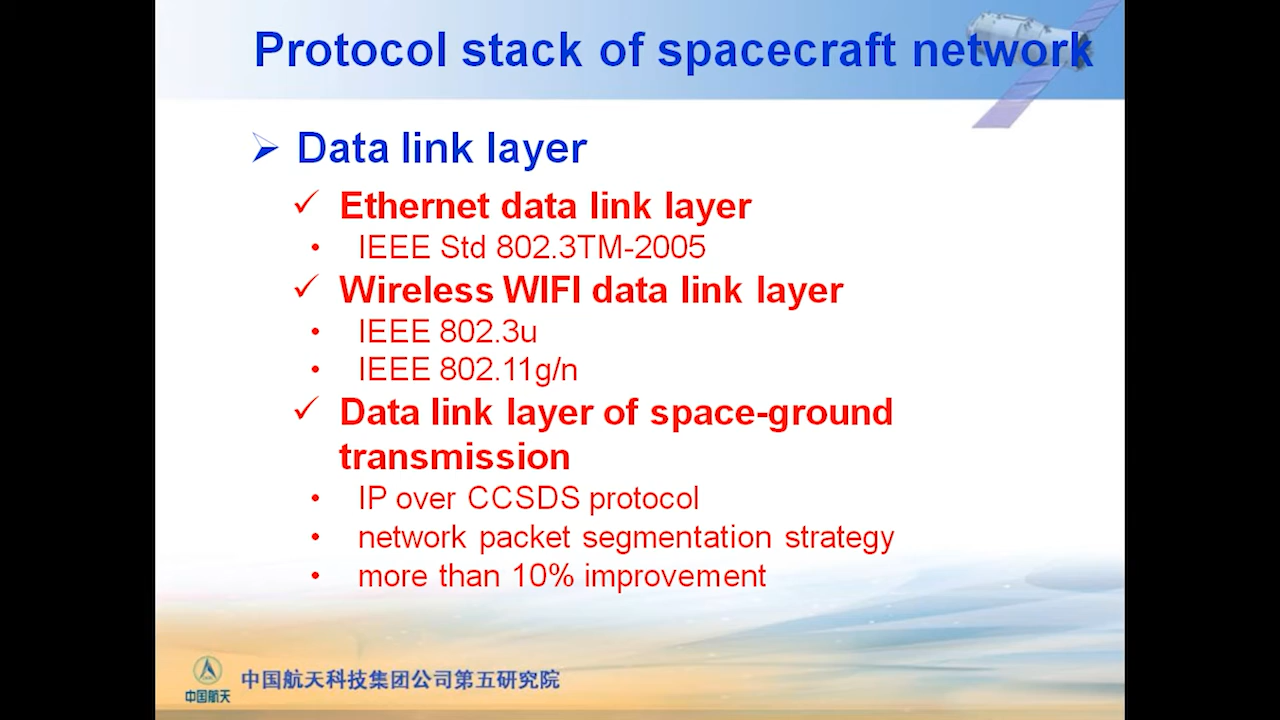 Protocol stack of spacecraft network
Data link layer
Ethernet data link layer
IEEE Std 802.3TM-2005
Wireless WIFI data link layer
IEEE 802.3u
IEEE 802.11g/n
Data link layer of space-ground
transmission
IP over CCSDS protocol
network packet segmentation strategy
more than 10% improvement
中国航天
中国航天科技集团公司第五研究院